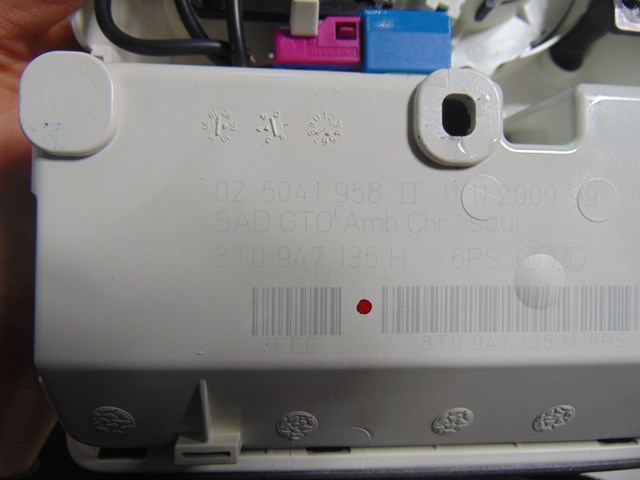 02 5041 958 II 11.11.2009
SAD GTO Amb Chr. soul
8T0 947 135 H 6PS
FEE
8T0 947 135 H 6PS